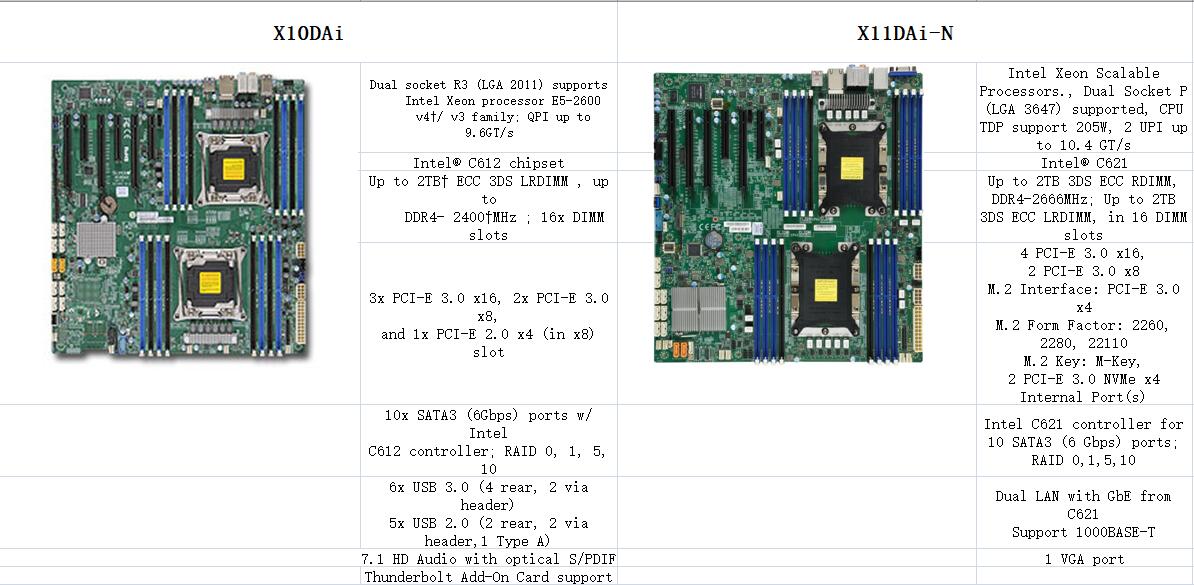 X10DAi
X11DAi-N
Dual socket R3 (LGA 2011) supports
Intel Xeon processor E5-2600
v4†/ v3 family; QPI up to
9.6GT/s
Intel® C612 chipset
Up to 2TB† ECC 3DS LRDIMM , up
to
DDR4- 2400†MHz ; 16x DIMM
slots
3x PCI-E 3.0 x16, 2x PCI-E 3.0
x8,
and 1x PCI-E 2.0 x4 (in x8)
slot
10x SATA3 (6Gbps) ports w/
Intel
C612 controller; RAID 0, 1, 5,
10
6x USB 3.0 (4 rear, 2 via
header)
5x USB 2.0 (2 rear, 2 via
header,1 Type A)
7.1 HD Audio with optical S/PDIF
Thunderbolt Add-On Card support
Intel Xeon Scalable
Processors., Dual Socket P
(LGA 3647) supported, CPU
TDP support 205W, 2 UPI up
to 10.4 GT/s
Intel® C621
Up to 2TB 3DS ECC RDIMM,
DDR4-2666MHz; Up to 2TB
3DS ECC LRDIMM, in 16 DIMM
slots
4 PCI-E 3.0 x16,
2 PCI-E 3.0 x8
M.2 Interface: PCI-E 3.0
x4
M.2 Form Factor: 2260,
2280, 22110
M.2 Key: M-Key,
2 PCI-E 3.0 NVMe x4
Internal Port(s)
Intel C621 controller for
10 SATA3 (6 Gbps) ports;
RAID 0,1,5,10
Dual LAN with GbE from
C621
Support 1000BASE-T
1 VGA port